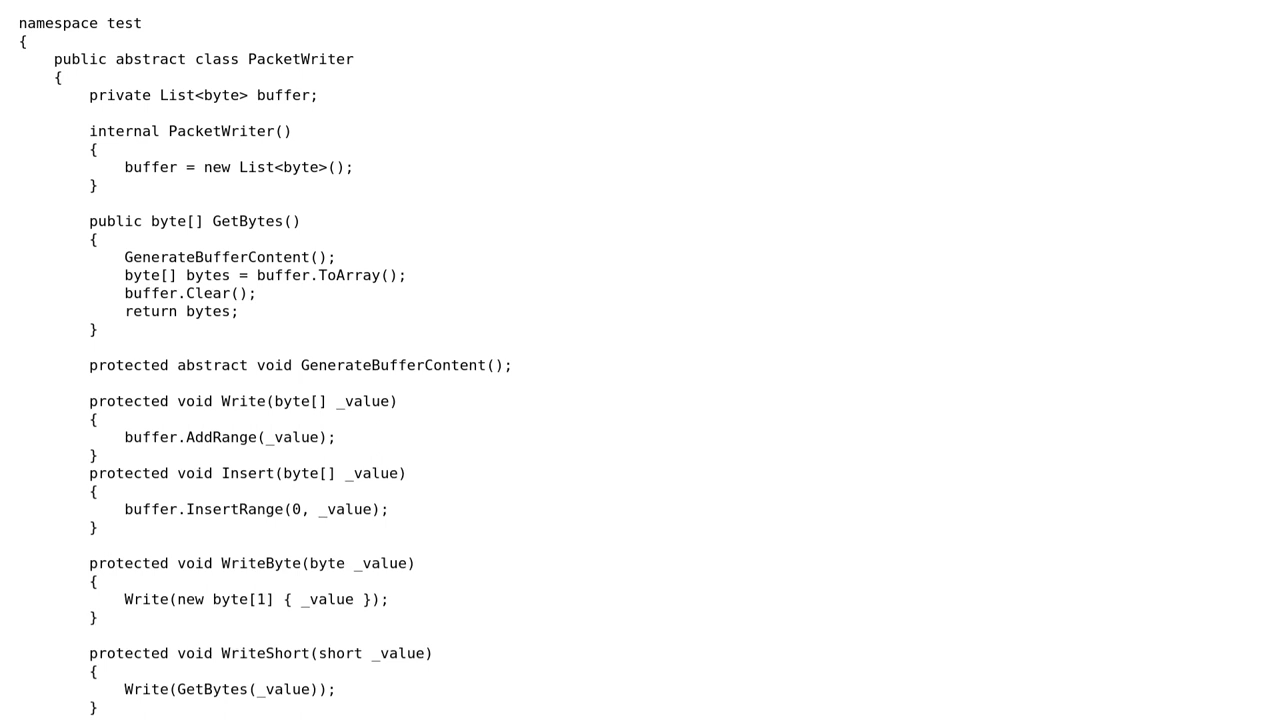 namespace test
{
    public abstract class PacketWriter
    {
        private List<byte> buffer;

        internal PacketWriter()
        {
            buffer = new List<byte>();
        }

        public byte[] GetBytes()
        {
            GenerateBufferContent();
            byte[] bytes = buffer.ToArray();
            buffer.Clear();
            return bytes;
        }

        protected abstract void GenerateBufferContent();

        protected void Write(byte[] _value)
        {
            buffer.AddRange(_value);
        }
        protected void Insert(byte[] _value)
        {
            buffer.InsertRange(0, _value);
        }

        protected void WriteByte(byte _value)
        {
            Write(new byte[1] { _value });
        }

        protected void WriteShort(short _value)
        {
            Write(GetBytes(_value));
        }